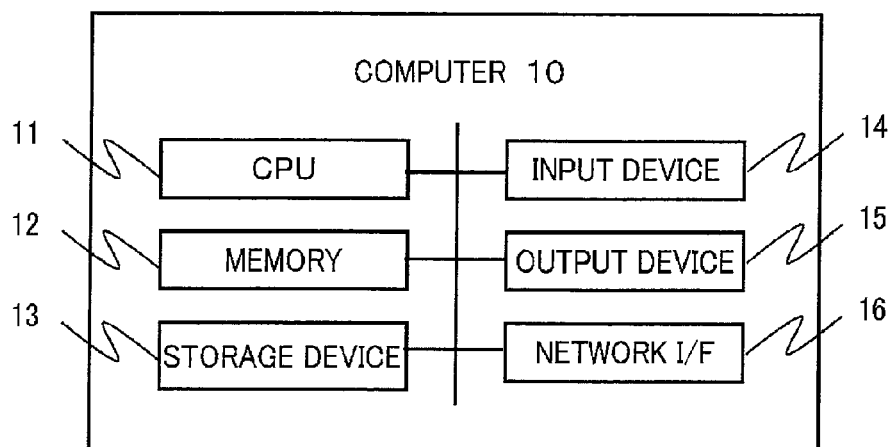 COMPUTER 10
11 CPU INPUT DEVICE 14
12 MEMORY OUTPUT DEVICE 15
13 STORAGE DEVICE NETWORK I/F 16